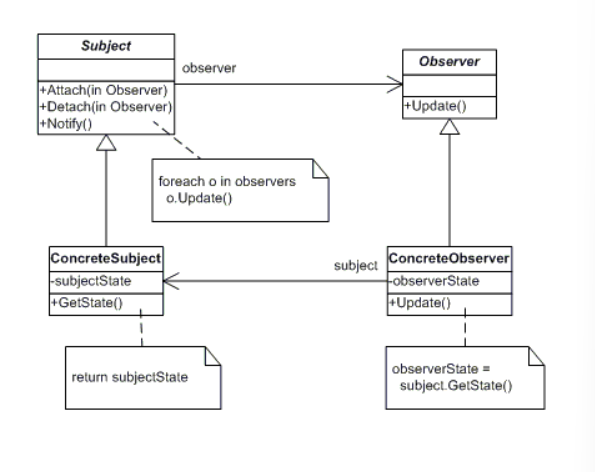 Subject
observer
Observer
+Attach(in Observer)
+Detach(in Observer)
+Notify()
+Update()
foreach o in observers
o.Update()
ConcreteSubject
-subjectState
+GetState()
subject
ConcreteObserver
-observerState
+Update()
return subjectState
observerState =
subject.GetState()